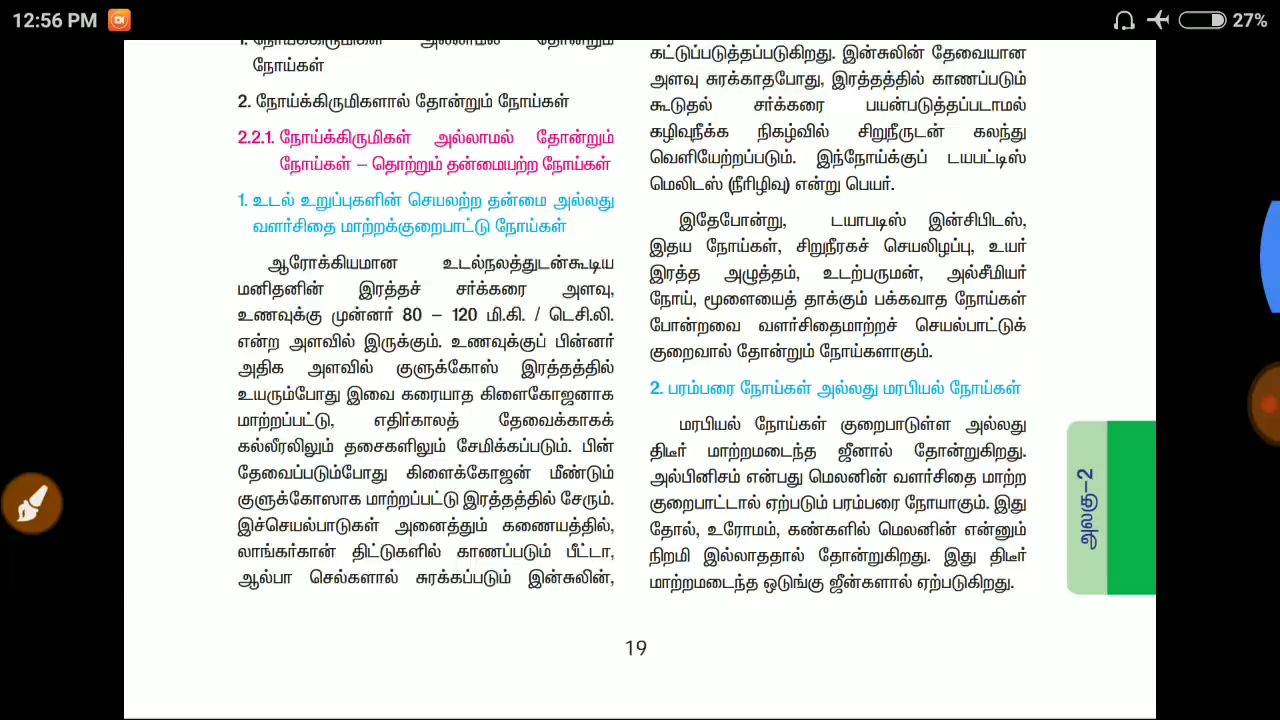 12:56 PM
27%
1. நோய்க்கிருமிகள் அல்லாமல் தோன்றும்
நோய்கள்
2. நோய்க்கிருமிகளால் தோன்றும் நோய்கள்
2.2.1. நோய்க்கிருமிகள் அல்லாமல் தோன்றும்
நோய்கள் – தொற்றும் தன்மையற்ற நோய்கள்
1. உடல் உறுப்புகளின் செயலற்ற தன்மை அல்லது
வளர்சிதை மாற்றக்குறைபாட்டு நோய்கள்
ஆரோக்கியமான உடல்நலத்துடன்கூடிய
மனிதனின் இரத்தச் சர்க்கரை அளவு,
உணவுக்கு முன்னர் 80 – 120 மி.கி. / டெசி.லி.
என்ற அளவில் இருக்கும். உணவுக்குப் பின்னர்
அதிக அளவில் குளுக்கோஸ் இரத்தத்தில்
உயரும்போது இவை கரையாத கிளைகோஜனாக
மாற்றப்பட்டு, எதிர்காலத் தேவைக்காகக்
கல்லீரலிலும் தசைகளிலும் சேமிக்கப்படும். பின்
தேவைப்படும்போது கிளைக்கோஜன் மீண்டும்
குளுக்கோஸாக மாற்றப்பட்டு இரத்தத்தில் சேரும்.
இச்செயல்பாடுகள் அனைத்தும் கணையத்தில்,
லாங்கர்கான் திட்டுகளில் காணப்படும் பீட்டா,
ஆல்பா செல்களால் சுரக்கப்படும் இன்சுலின்,
கட்டுப்படுத்தப்படுகிறது. இன்சுலின் தேவையான
அளவு சுரக்காதபோது, இரத்தத்தில் காணப்படும்
கூடுதல் சர்க்கரை பயன்படுத்தப்படாமல்
கழிவுநீக்க நிகழ்வில் சிறுநீருடன் கலந்து
வெளியேற்றப்படும். இந்நோய்க்குப் டயபட்டிஸ்
மெலிடஸ் (நீரிழிவு) என்று பெயர்.
இதேபோன்று, டயாபடிஸ் இன்சிபிடஸ்,
இதய நோய்கள், சிறுநீரகச் செயலிழப்பு, உயர்
இரத்த அழுத்தம், உடற்பருமன், அல்சீமியர்
நோய், மூளையைத் தாக்கும் பக்கவாத நோய்கள்
போன்றவை வளர்சிதைமாற்றச் செயல்பாட்டுக்
குறைவால் தோன்றும் நோய்களாகும்.
2. பரம்பரை நோய்கள் அல்லது மரபியல் நோய்கள்
மரபியல் நோய்கள் குறைபாடுள்ள அல்லது
திடீர் மாற்றமடைந்த ஜீனால் தோன்றுகிறது.
அல்பினிசம் என்பது மெலனின் வளர்சிதை மாற்ற
குறைபாட்டால் ஏற்படும் பரம்பரை நோயாகும். இது
தோல், உரோமம், கண்களில் மெலனின் என்னும்
நிறமி இல்லாததால் தோன்றுகிறது. இது திடீர்
மாற்றமடைந்த ஒடுங்கு ஜீன்களால் ஏற்படுகிறது.
அலகு–2
19